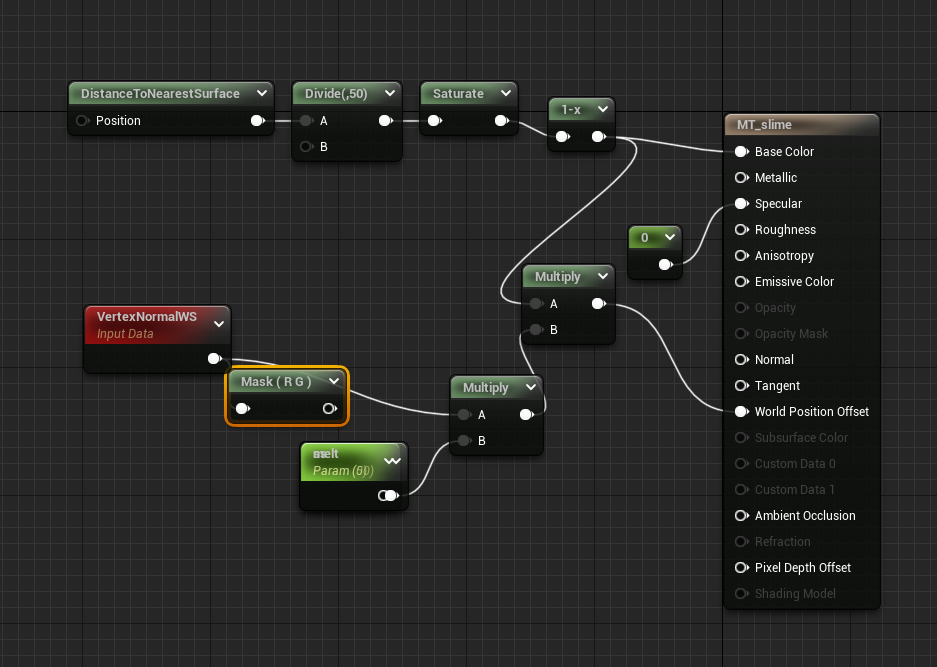 DistanceToNearestSurface
Position
Divide(,50)
A
B
Saturate
1-x
0
Multiply
A
B
VertexNormalWS
Input Data
Mask ( R G )
Multiply
A
B
Param
MT_slime
Base Color
Metallic
Specular
Roughness
Anisotropy
Emissive Color
Opacity
Opacity Mask
Normal
Tangent
World Position Offset
Subsurface Color
Custom Data 0
Custom Data 1
Ambient Occlusion
Refraction
Pixel Depth Offset
Shading Model